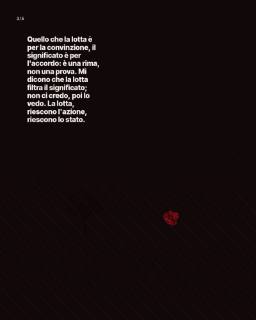 2/5
Quello che la lotta è
per la convinzione, il
significato è per
l'accordo: è una rima,
non una prova. Mi
dicono che la lotta
filtra il significato;
non ci credo, poi lo
vedo. La lotta,
riescono l'azione,
riescono lo stato.